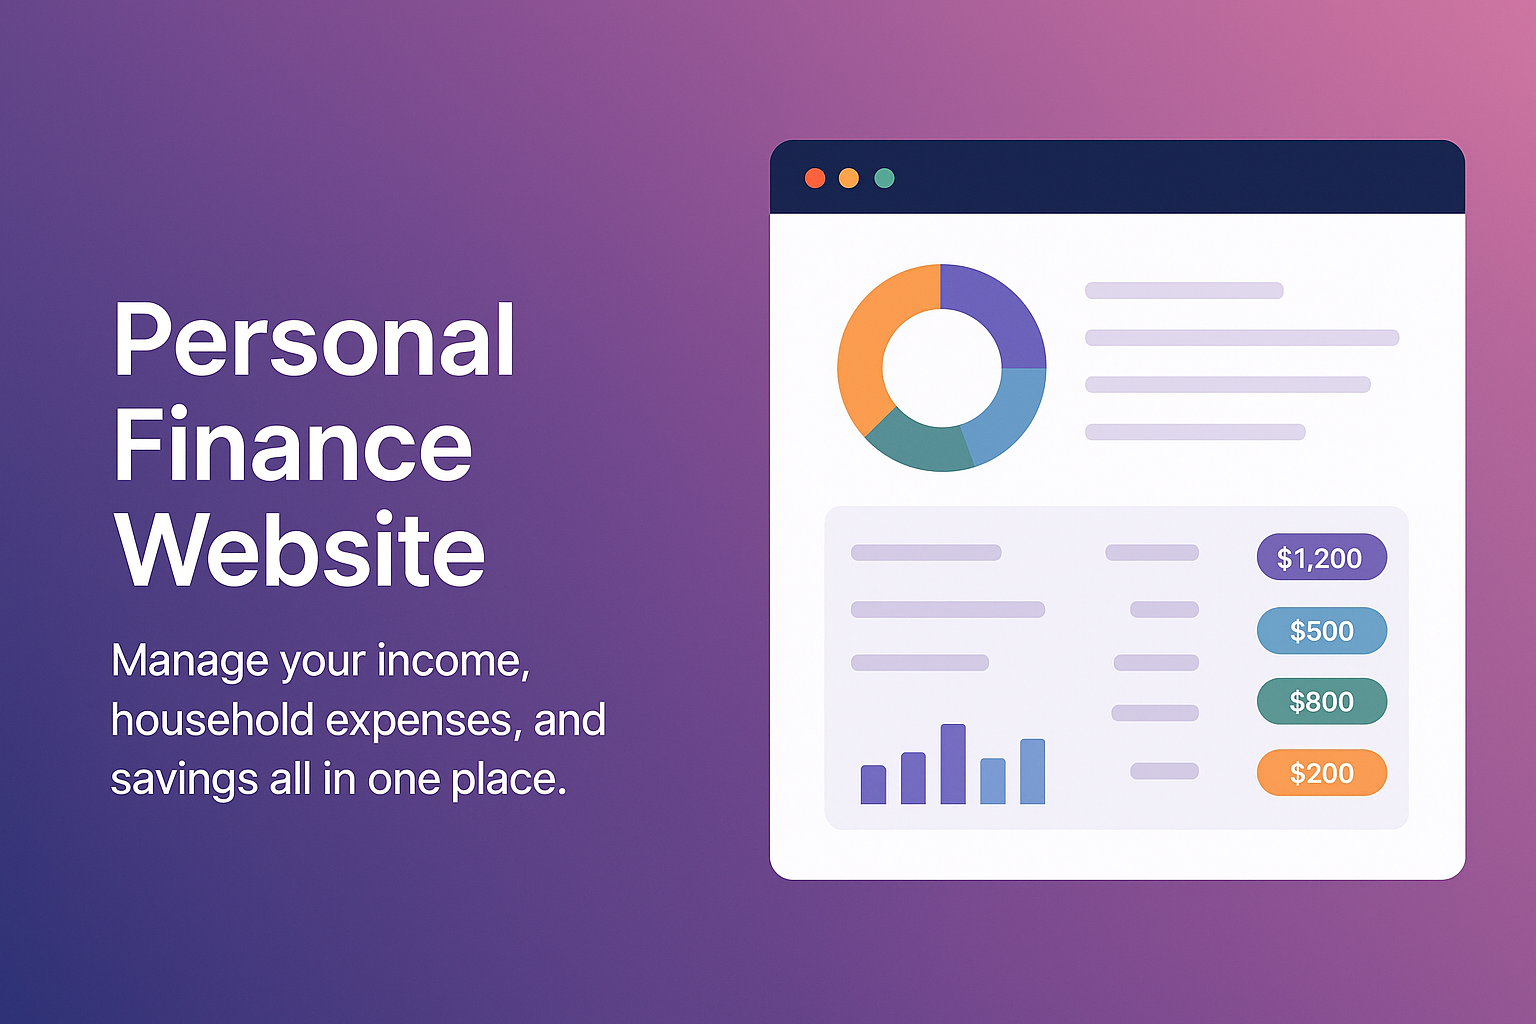 Personal
Finance
Website
Manage your income,
household expenses, and
savings all in one place.
$1,200
$500
$800
$200